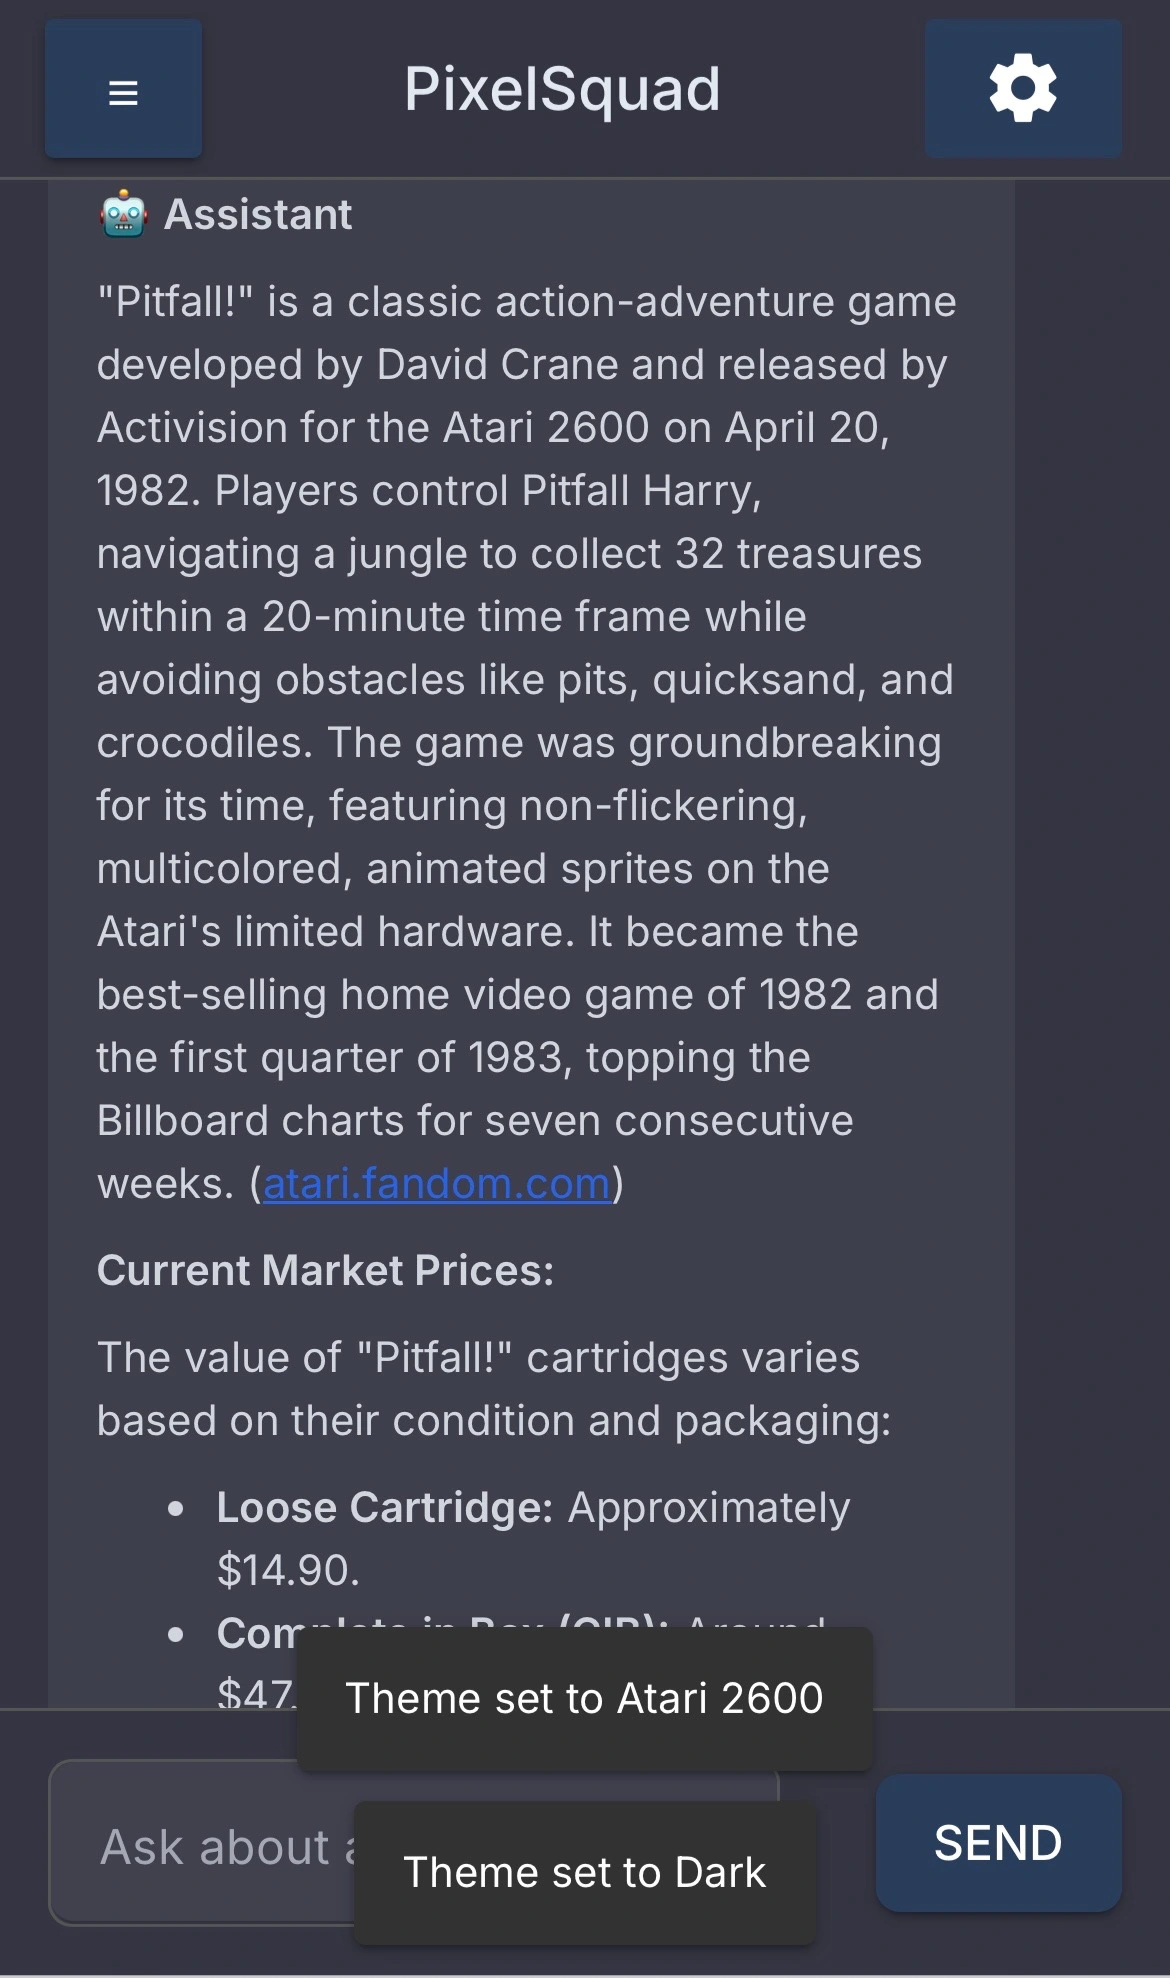 ≡
PixelSquad
Assistant
"Pitfall!" is a classic action-adventure game
developed by David Crane and released by
Activision for the Atari 2600 on April 20,
1982. Players control Pitfall Harry,
navigating a jungle to collect 32 treasures
within a 20-minute time frame while
avoiding obstacles like pits, quicksand, and
crocodiles. The game was groundbreaking
for its time, featuring non-flickering,
multicolored, animated sprites on the
Atari's limited hardware. It became the
best-selling home video game of 1982 and
the first quarter of 1983, topping the
Billboard charts for seven consecutive
weeks. (atari.fandom.com)
Current Market Prices:
The value of "Pitfall!" cartridges varies
based on their condition and packaging:
• Loose Cartridge: Approximately
$14.90.
• Complete in Box (CIB): Around
$47.
Theme set to Atari 2600
Ask about
Theme set to Dark
SEND